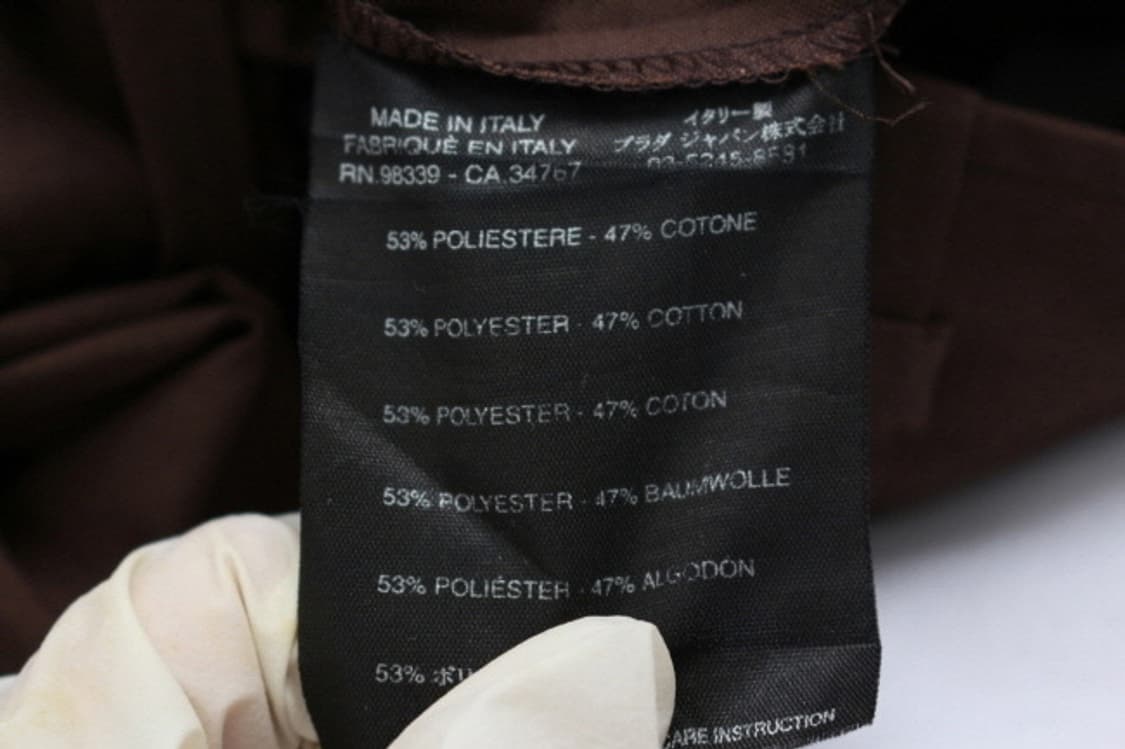 MADE IN ITALY
FABRIQUÉ EN ITALY
RN.98339 - CA.34767
イタリー製
プラダ ジャパン株式会社
53% POLIESTERE - 47% COTONE
53% POLYESTER - 47% COTTON
53% POLYESTER - 47% COTON
53% POLYESTER - 47% BAUMWOLLE
53% POLIÉSTER - 47% ALGODÓN
53%
CARE INSTRUCTION